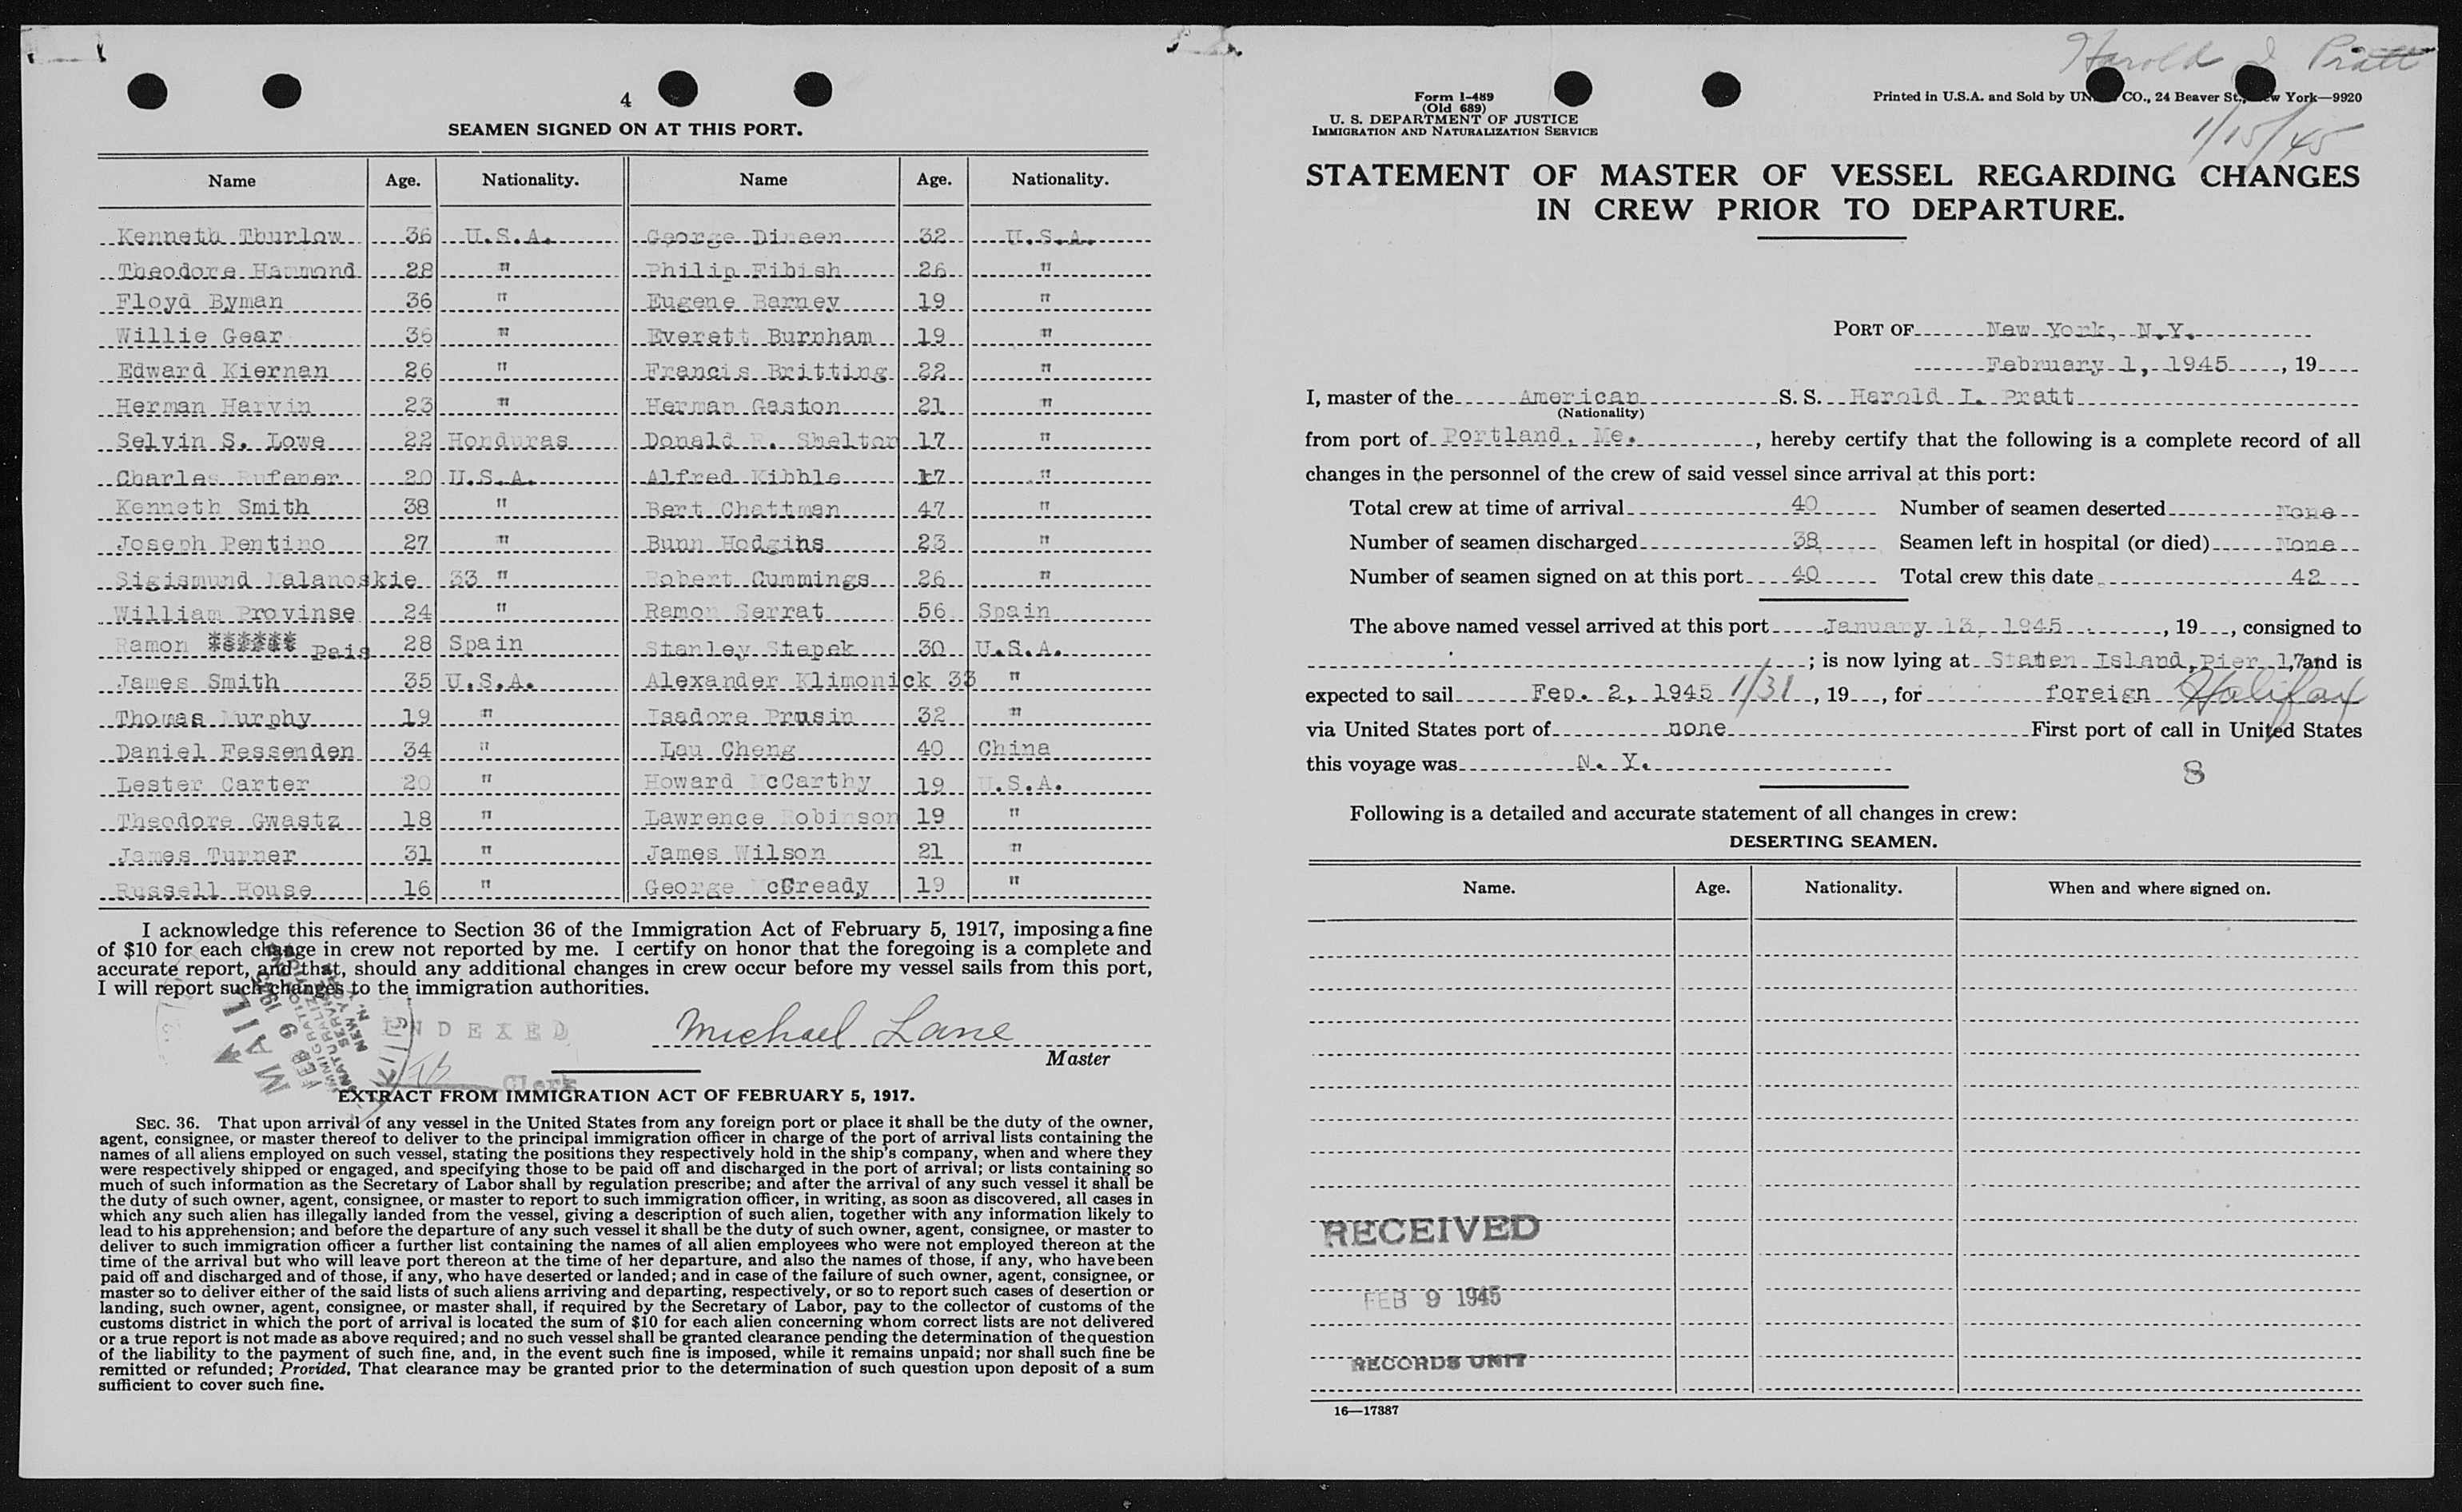 4
SEAMEN SIGNED ON AT THIS PORT.
Name Age. Nationality. Name Age. Nationality.
Kenneth Thurlow 36 U.S.A. George Dineen 32 U.S.A.
Theodore Hammond 28 " Philip Fibish 26 "
Floyd Byman 36 " Eugene Barney 19 "
Willie Gear 36 " Everett Burnham 19 "
Edward Kiernan 26 " Francis Britting 22 "
Herman Harvin 23 " Herman Gaston 21 "
Selvin S. Lowe 22 Honduras Donald R. Shelton 17 "
Charles Rufener 20 U.S.A. Alfred Kibble 17 "
Kenneth Smith 38 " Bert Chattman 47 "
Joseph Pentino 27 " Bunn Hodgins 23 "
Sigismund Malanoskie 33 " Robert Cummings 26 "
William Provinse 24 " Ramon Serrat 56 Spain
Ramon Pais 28 Spain Stanley Stepek 30 U.S.A.
James Smith 35 U.S.A. Alexander Klimonick 33 "
Thomas Murphy 19 " Isadore Prusin 32 "
Daniel Fessenden 34 " Lau Cheng 40 China
Lester Carter 20 " Howard McCarthy 19 U.S.A.
Theodore Gwastz 18 " Lawrence Robinson 19 "
James Turner 31 " James Wilson 21 "
Russell House 16 " George McCready 19 "
I acknowledge this reference to Section 36 of the Immigration Act of February 5, 1917, imposing a fine
of $10 for each change in crew not reported by me. I certify on honor that the foregoing is a complete and
accurate report, and that, should any additional changes in crew occur before my vessel sails from this port,
I will report such changes to the immigration authorities.
MAIL
FEB 9 1945
IMMIGRATION AND
NATURALIZATION
SERVICE
NEW YORK
N.Y.
INDEXED
Clerk
Michael Lane
Master
EXTRACT FROM IMMIGRATION ACT OF FEBRUARY 5, 1917.
SEC. 36. That upon arrival of any vessel in the United States from any foreign port or place it shall be the duty of the owner,
agent, consignee, or master thereof to deliver to the principal immigration officer in charge of the port of arrival lists containing the
names of all aliens employed on such vessel, stating the positions they respectively hold in the ship's company, when and where they
were respectively shipped or engaged, and specifying those to be paid off and discharged in the port of arrival; or lists containing so
much of such information as the Secretary of Labor shall by regulation prescribe; and after the arrival of any such vessel it shall be
the duty of such owner, agent, consignee, or master to report to such immigration officer, in writing, as soon as discovered, all cases in
which any such alien has illegally landed from the vessel, giving a description of such alien, together with any information likely to
lead to his apprehension; and before the departure of any such vessel it shall be the duty of such owner, agent, consignee, or master to
deliver to such immigration officer a further list containing the names of all alien employees who were not employed thereon at the
time of the arrival but who will leave port thereon at the time of her departure, and also the names of those, if any, who have been
paid off and discharged and of those, if any, who have deserted or landed; and in case of the failure of such owner, agent, consignee, or
master so to deliver either of the said lists of such aliens arriving and departing, respectively, or so to report such cases of desertion or
landing, such owner, agent, consignee, or master shall, if required by the Secretary of Labor, pay to the collector of customs of the
customs district in which the port of arrival is located the sum of $10 for each alien concerning whom correct lists are not delivered
or a true report is not made as above required; and no such vessel shall be granted clearance pending the determination of the question
of the liability to the payment of such fine, and, in the event such fine is imposed, while it remains unpaid; nor shall such fine be
remitted or refunded; Provided, That clearance may be granted prior to the determination of such question upon deposit of a sum
sufficient to cover such fine.
Harold I Pratt
Form I-489
(Old 689)
U. S. DEPARTMENT OF JUSTICE
IMMIGRATION AND NATURALIZATION SERVICE
Printed in U.S.A. and Sold by CO., 24 Beaver St., New York—9920
1/15/45
STATEMENT OF MASTER OF VESSEL REGARDING CHANGES
IN CREW PRIOR TO DEPARTURE.
PORT OF New York, N.Y.
February 1, 1945, 19
I, master of the American S. S. Harold I. Pratt
(Nationality)
from port of Portland, Me., hereby certify that the following is a complete record of all
changes in the personnel of the crew of said vessel since arrival at this port:
Total crew at time of arrival 40 Number of seamen deserted None
Number of seamen discharged 38 Seamen left in hospital (or died) None
Number of seamen signed on at this port 40 Total crew this date 42
The above named vessel arrived at this port January 13, 1945, 19, consigned to
; is now lying at Staten Island, Pier 17, and is
expected to sail Feb. 2, 1945 1/31, 19, for foreign Halifax
via United States port of none First port of call in United States
this voyage was N. Y.
8
Following is a detailed and accurate statement of all changes in crew:
DESERTING SEAMEN.
Name. Age. Nationality. When and where signed on.
RECEIVED
FEB 9 1945
RECORDS UNIT
16—17387